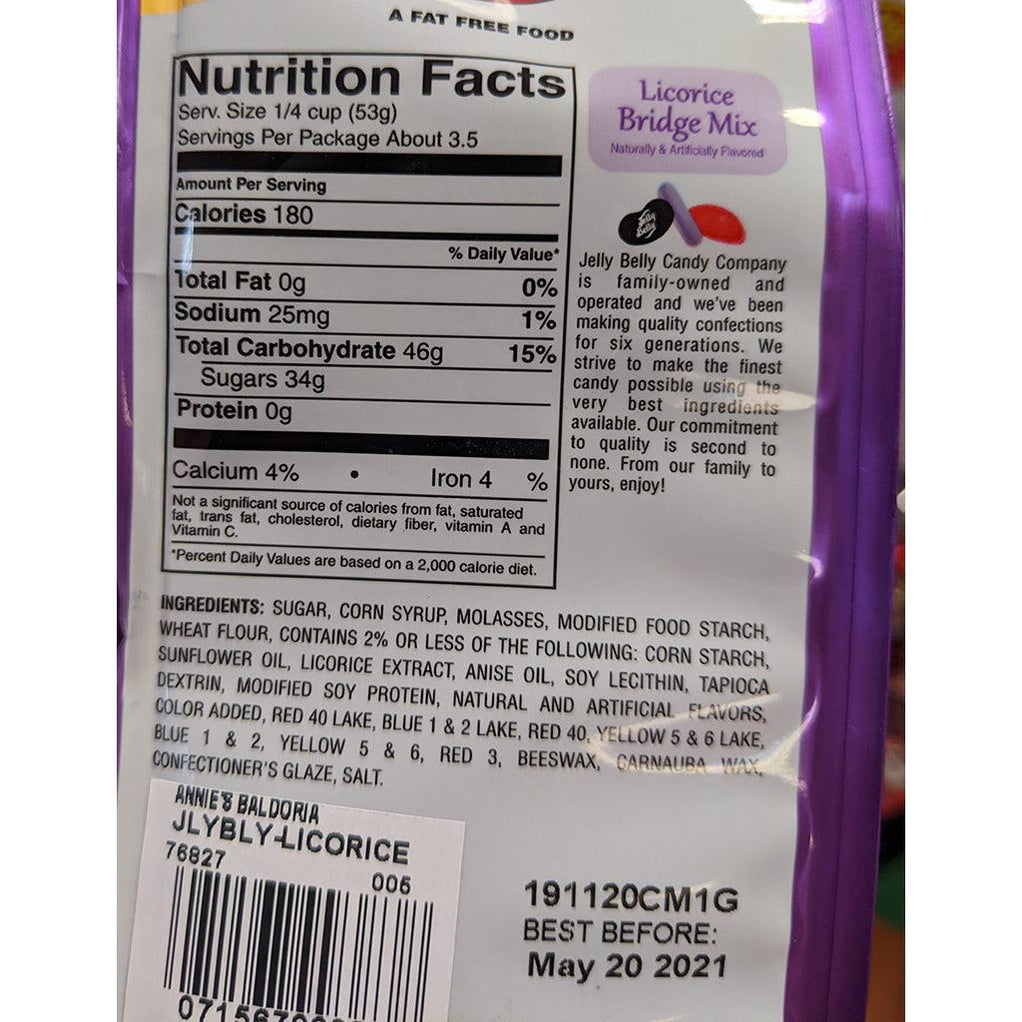 A FAT FREE FOOD
Nutrition Facts
Serv. Size 1/4 cup (53g)
Servings Per Package About 3.5
Amount Per Serving
Calories 180
% Daily Value*
Total Fat 0g 0%
Sodium 25mg 1%
Total Carbohydrate 46g 15%
Sugars 34g
Protein 0g
Calcium 4% • Iron 4 %
Not a significant source of calories from fat, saturated
fat, trans fat, cholesterol, dietary fiber, vitamin A and
Vitamin C.
*Percent Daily Values are based on a 2,000 calorie diet.
Licorice
Bridge Mix
Naturally & Artificially Flavored
Jelly
Belly
Jelly Belly Candy Company
is family-owned and
operated and we've been
making quality confections
for six generations. We
strive to make the finest
candy possible using the
very best ingredients
available. Our commitment
to quality is second to
none. From our family to
yours, enjoy!
INGREDIENTS: SUGAR, CORN SYRUP, MOLASSES, MODIFIED FOOD STARCH,
WHEAT FLOUR, CONTAINS 2% OR LESS OF THE FOLLOWING: CORN STARCH,
SUNFLOWER OIL, LICORICE EXTRACT, ANISE OIL, SOY LECITHIN, TAPIOCA
DEXTRIN, MODIFIED SOY PROTEIN, NATURAL AND ARTIFICIAL FLAVORS,
COLOR ADDED, RED 40 LAKE, BLUE 1 & 2 LAKE, RED 40, YELLOW 5 & 6 LAKE,
BLUE 1 & 2, YELLOW 5 & 6, RED 3, BEESWAX, CARNAUBA WAX,
CONFECTIONER'S GLAZE, SALT.
ANNIE'S BALDORIA
JLYBLY-LICORICE
76827
005
191120CM1G
BEST BEFORE:
May 20 2021